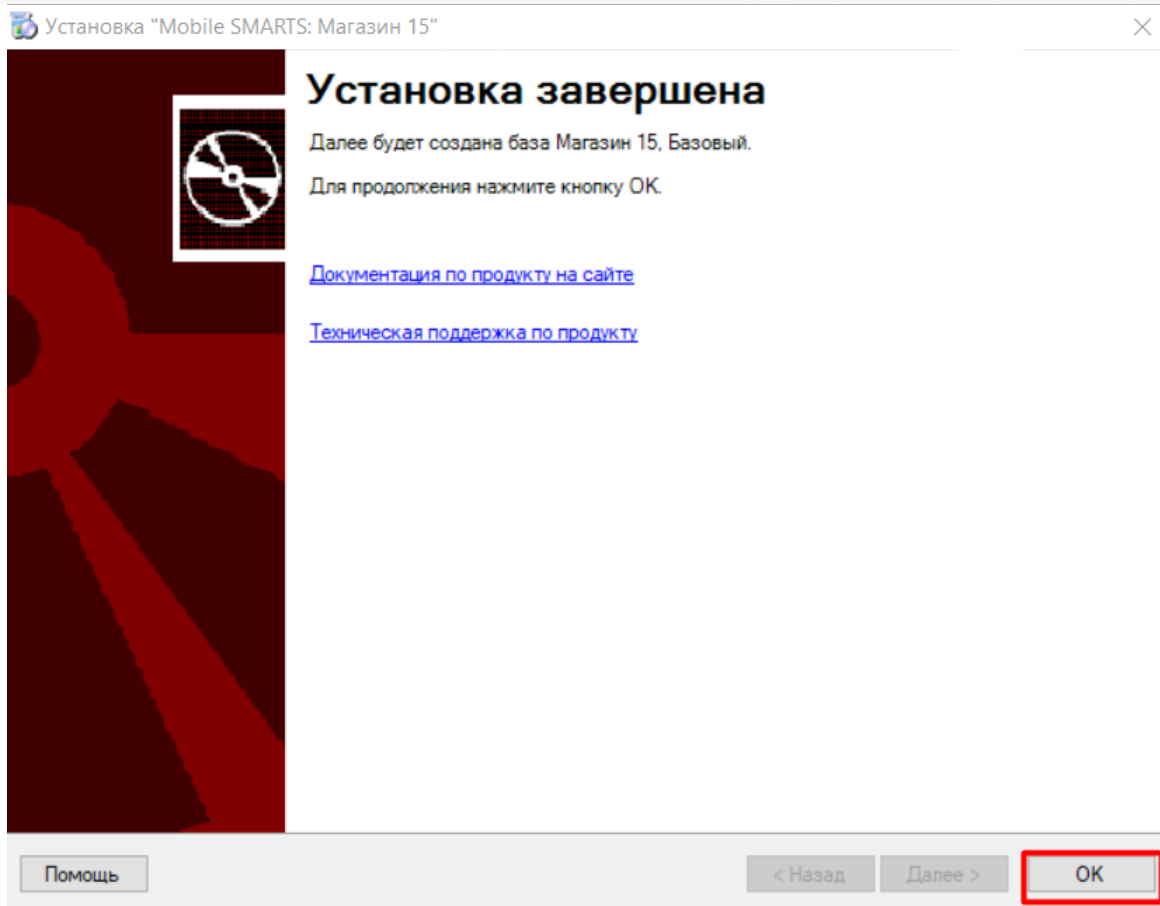 Установка "Mobile SMARTS: Магазин 15"
Установка завершена
Далее будет создана база Магазин 15, Базовый.
Для продолжения нажмите кнопку OK.
Документация по продукту на сайте
Техническая поддержка по продукту
Помощь
< Назад
Далее >
OK